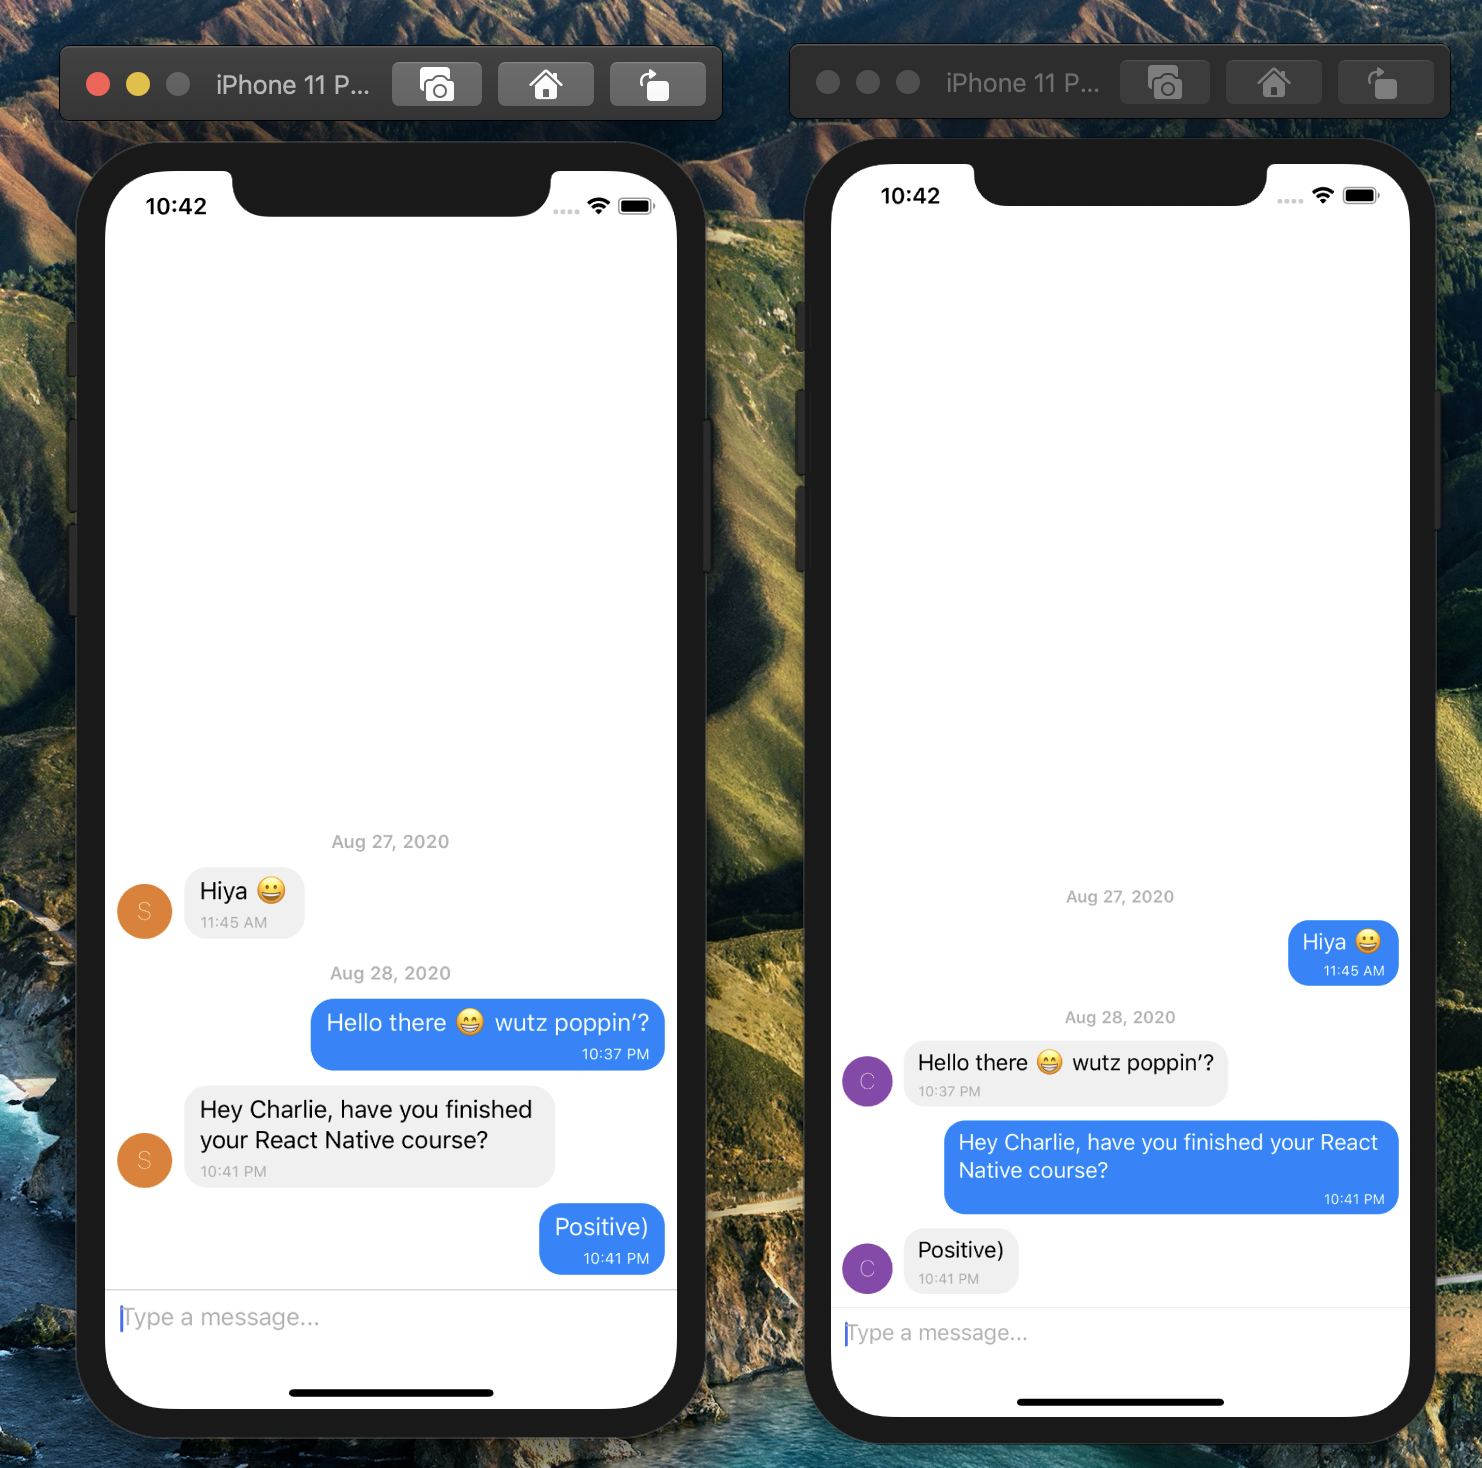 iPhone 11 P...
10:42
Aug 27, 2020
Hiya 😀
11:45 AM
S
Aug 28, 2020
Hello there 😁 wutz poppin’?
10:37 PM
Hey Charlie, have you finished
your React Native course?
S
10:41 PM
Positive)
10:41 PM
Type a message...
iPhone 11 P...
10:42
Aug 27, 2020
Hiya 😀
11:45 AM
Aug 28, 2020
Hello there 😁 wutz poppin’?
C
10:37 PM
Hey Charlie, have you finished your React
Native course?
10:41 PM
Positive)
C
10:41 PM
Type a message...